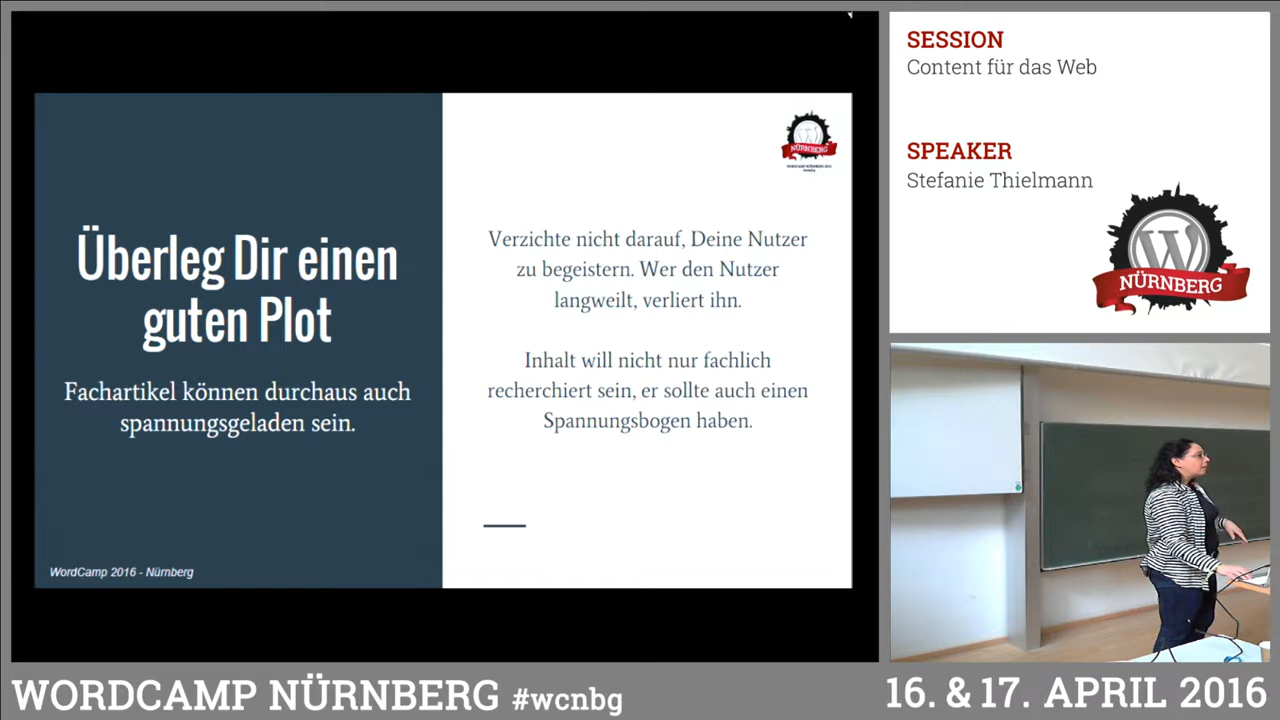 Überleg Dir einen
guten Plot
Fachartikel können durchaus auch
spannungsgeladen sein.
WordCamp 2016 - Nürnberg
NÜRNBERG
WORDCAMP NÜRNBERG 2016
Verzichte nicht darauf, Deine Nutzer
zu begeistern. Wer den Nutzer
langweilt, verliert ihn.
Inhalt will nicht nur fachlich
recherchiert sein, er sollte auch einen
Spannungsbogen haben.
SESSION
Content für das Web
SPEAKER
Stefanie Thielmann
W
NÜRNBERG
WORDCAMP NÜRNBERG #wcnbg
16. & 17. APRIL 2016